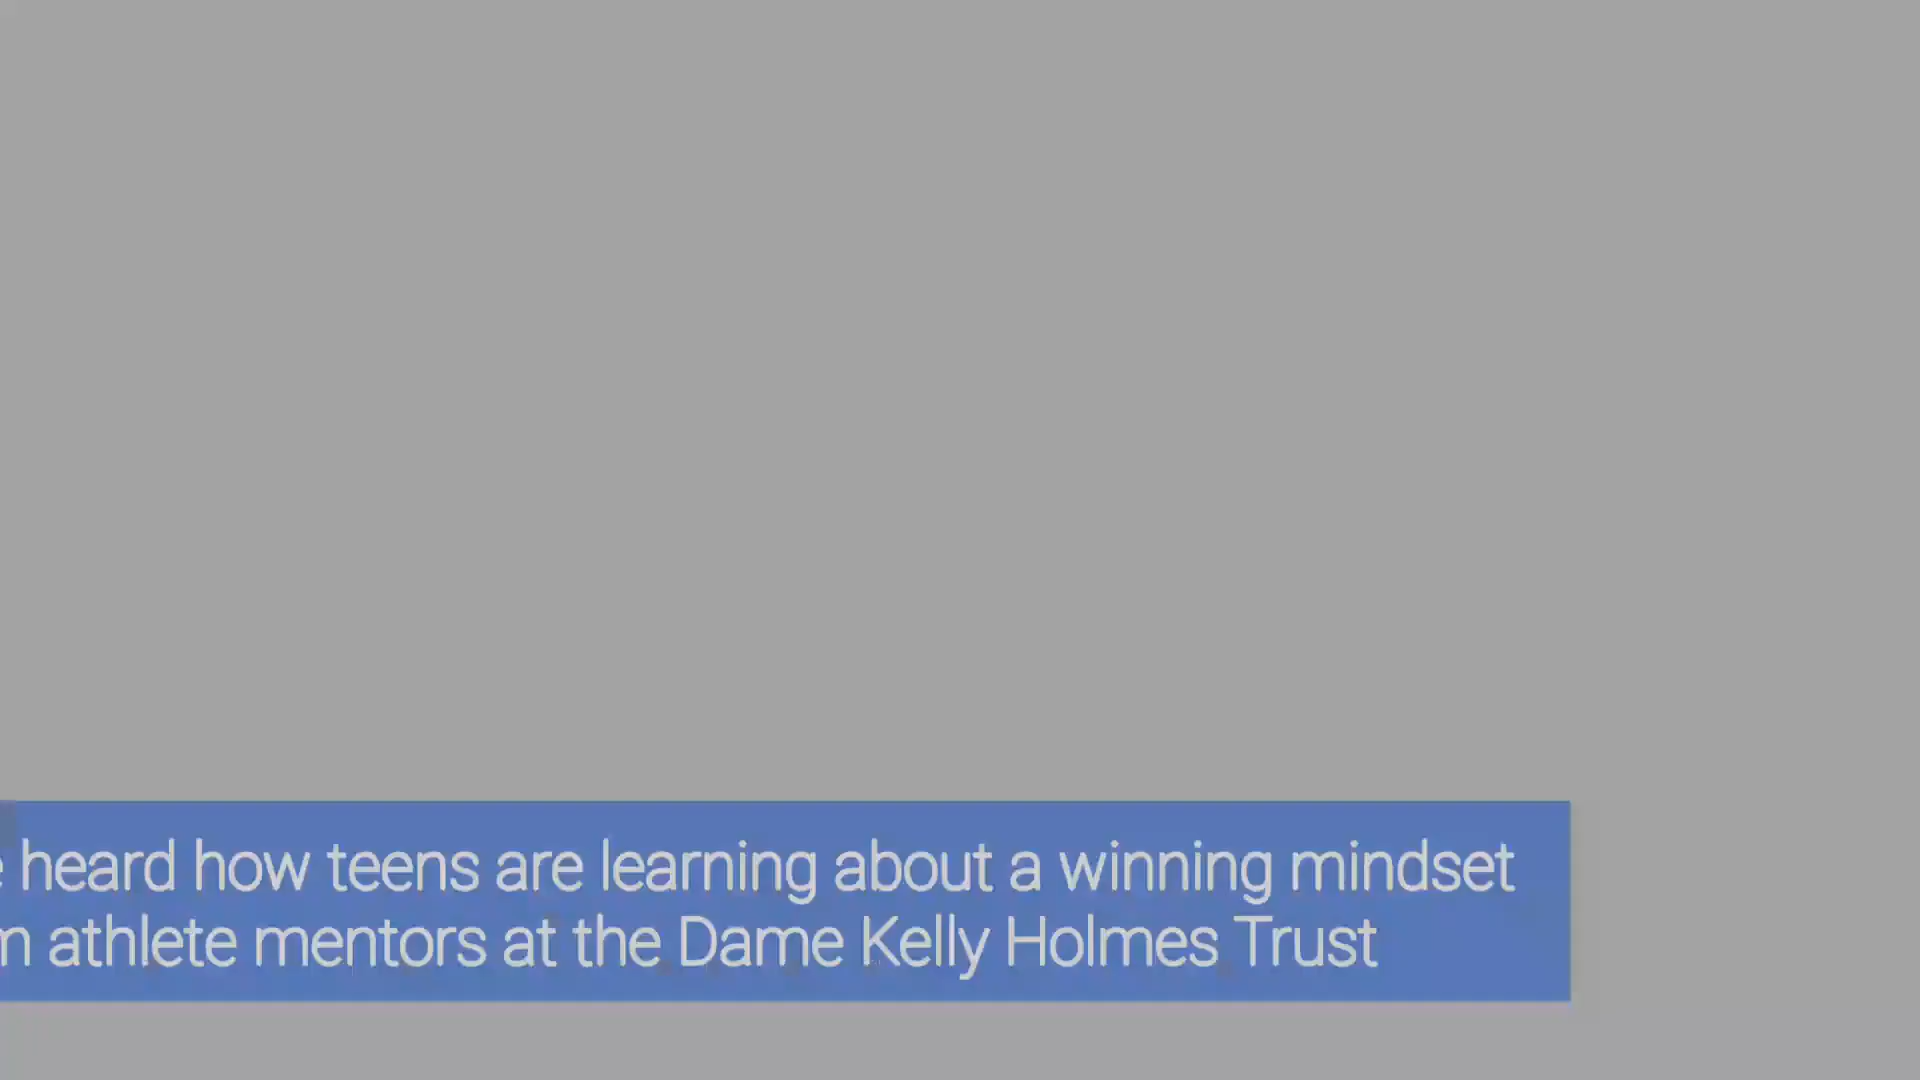 heard how teens are learning about a winning mindset
athlete mentors at the Dame Kelly Holmes Trust